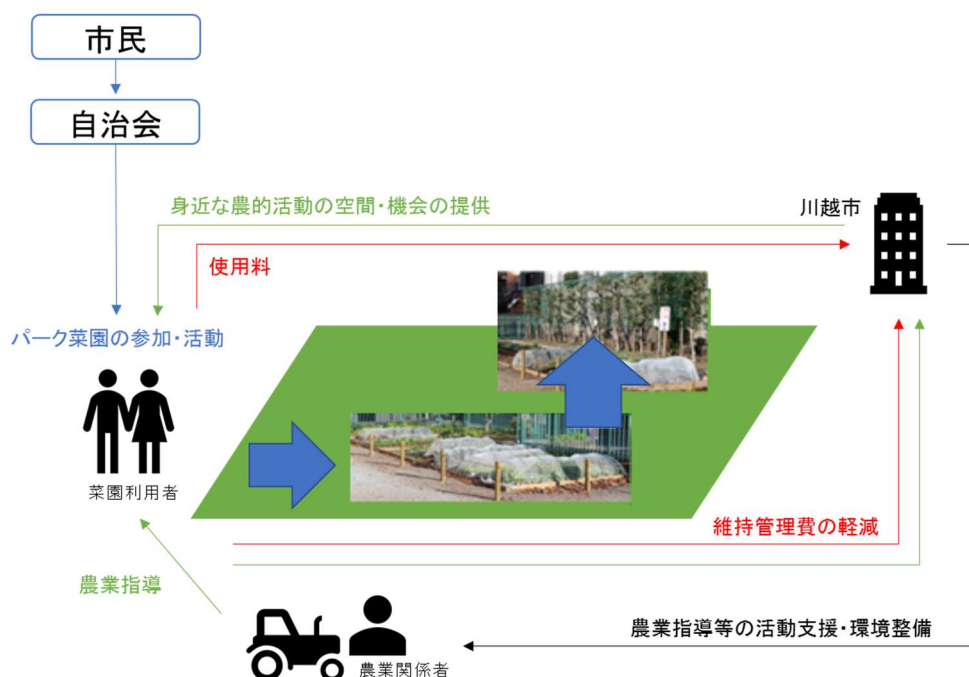 市民
自治会
身近な農的活動の空間・機会の提供
川越市
使用料
パーク菜園の参加・活動
菜園利用者
維持管理費の軽減
農業指導
農業指導等の活動支援・環境整備
農業関係者